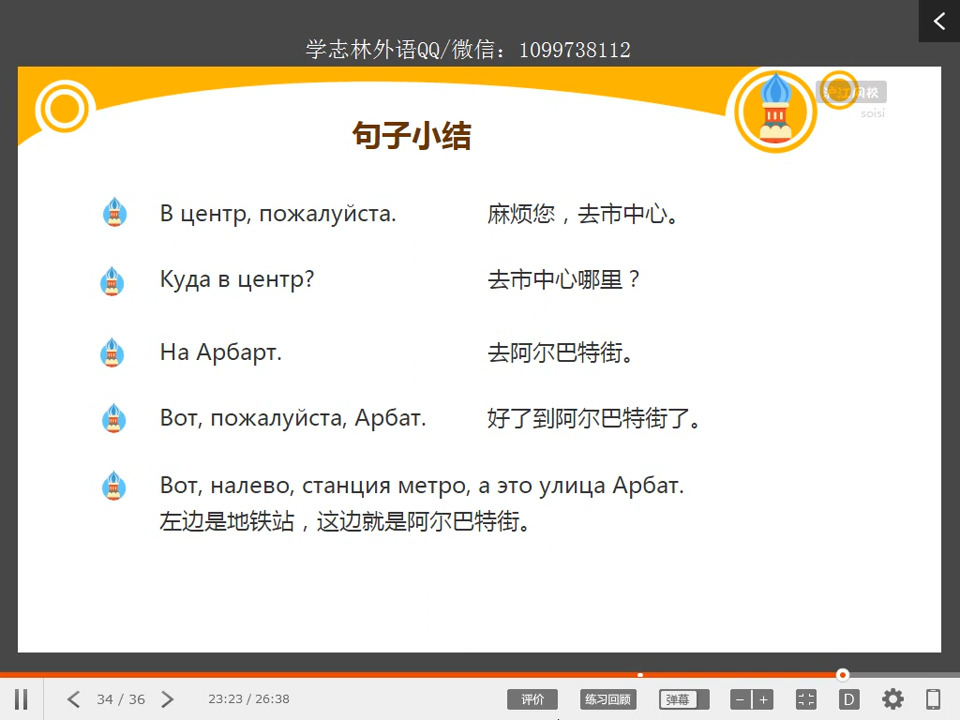 学志林外语QQ/微信：1099738112
沪江网校
soisi
句子小结
В центр, пожалуйста. 麻烦您，去市中心。
Куда в центр? 去市中心哪里？
На Арбарт. 去阿尔巴特街。
Вот, пожалуйста, Арбат. 好了到阿尔巴特街了。
Вот, налево, станция метро, а это улица Арбат.
左边是地铁站，这边就是阿尔巴特街。
34 / 36 23:23 / 26:38 评价 练习回顾 弹幕 D